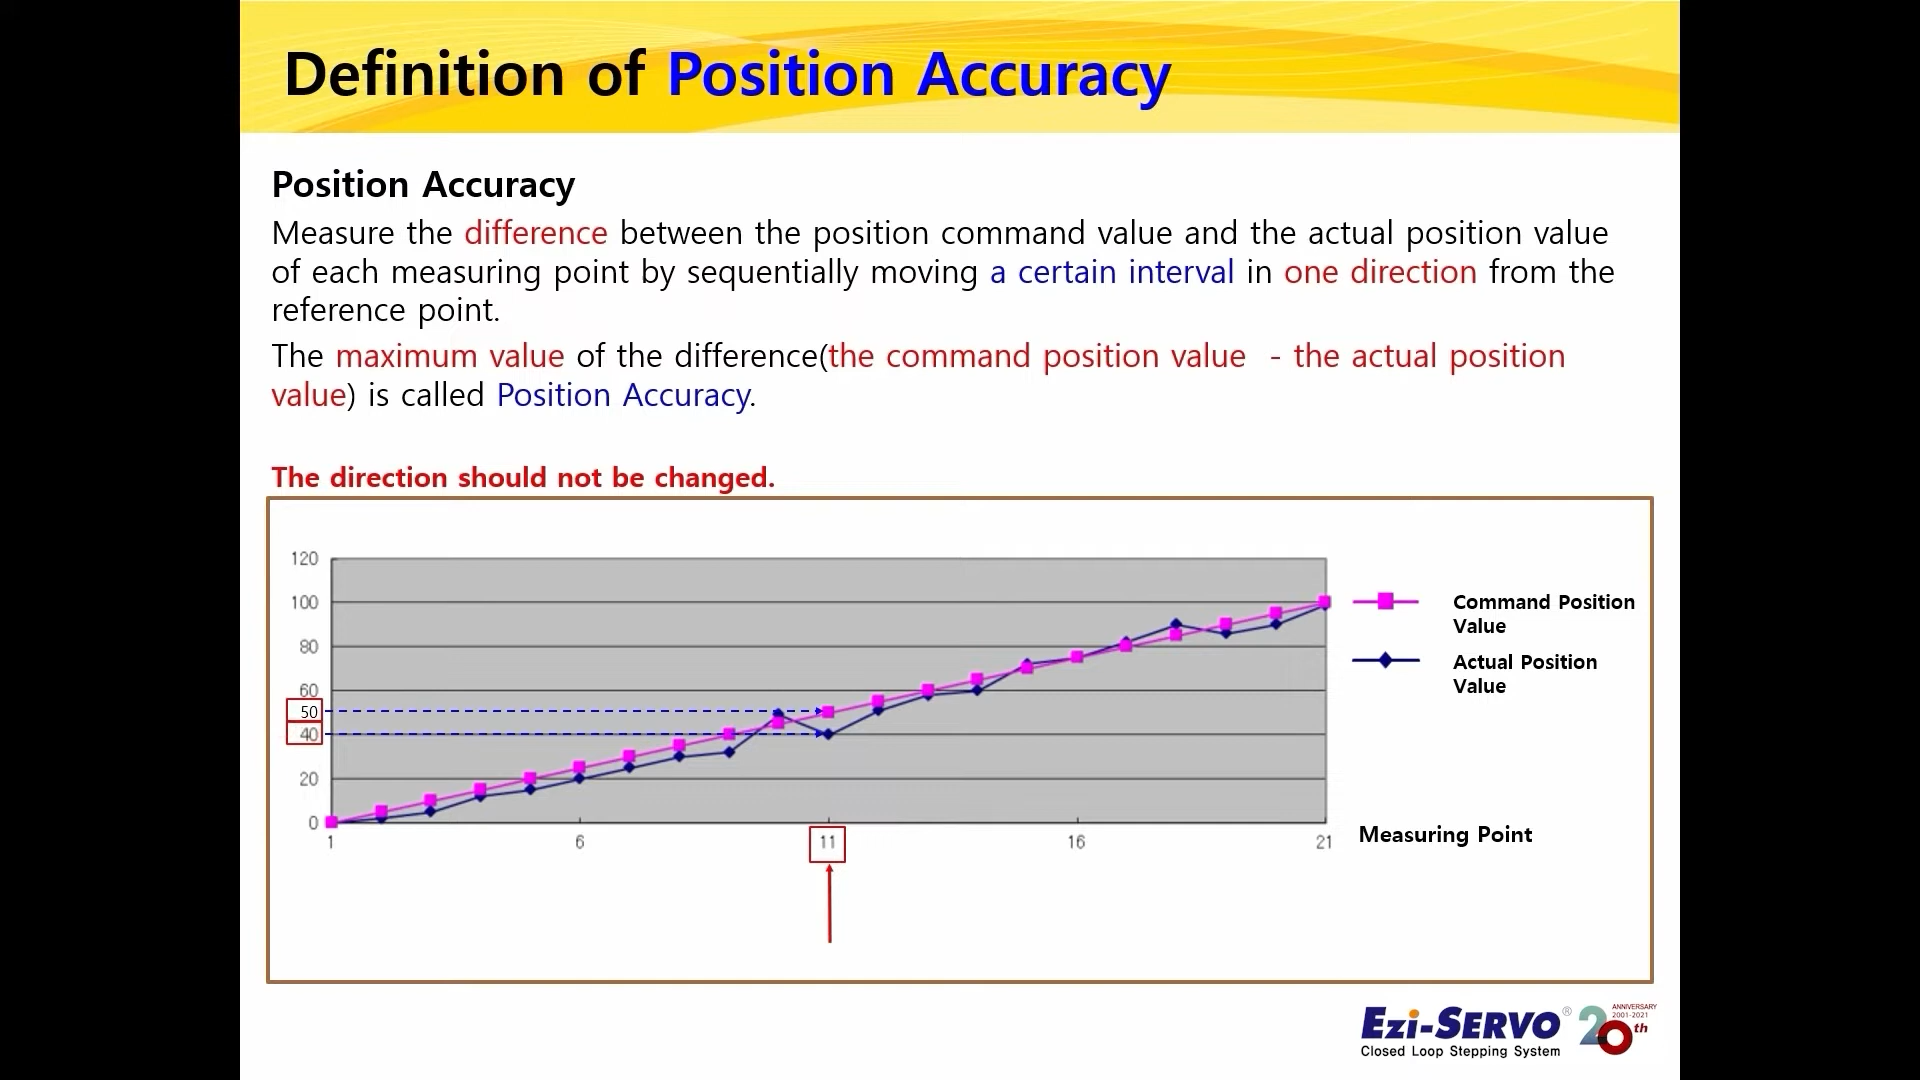 Definition of Position Accuracy
Position Accuracy
Measure the difference between the position command value and the actual position value
of each measuring point by sequentially moving a certain interval in one direction from the
reference point.
The maximum value of the difference(the command position value - the actual position
value) is called Position Accuracy.
The direction should not be changed.
120
100
80
60
50
40
20
0
1
6
11
16
21
Measuring Point
Command Position
Value
Actual Position
Value
Ezi-SERVO®
Closed Loop Stepping System
20th
ANNIVERSARY
2001-2021